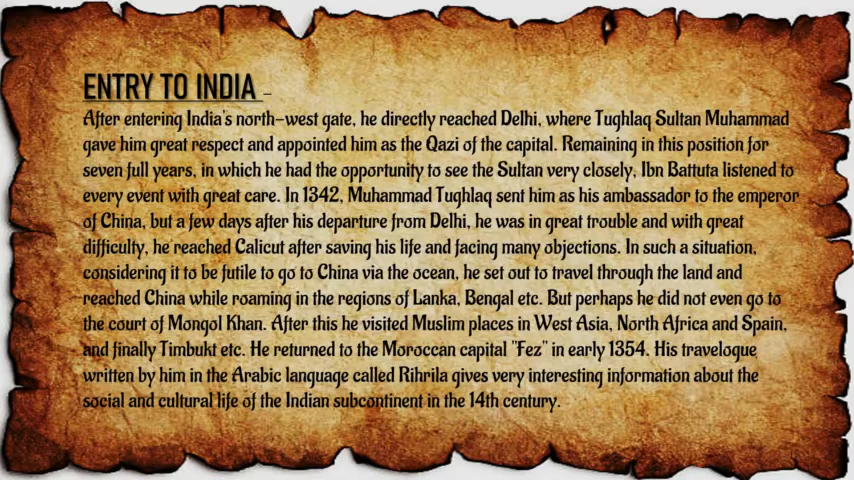 ENTRY TO INDIA –
After entering India's north-west gate, he directly reached Delhi, where Tughlaq Sultan Muhammad
gave him great respect and appointed him as the Qazi of the capital. Remaining in this position for
seven full years, in which he had the opportunity to see the Sultan very closely, Ibn Battuta listened to
every event with great care. In 1342, Muhammad Tughlaq sent him as his ambassador to the emperor
of China, but a few days after his departure from Delhi, he was in great trouble and with great
difficulty, he reached Calicut after saving his life and facing many objections. In such a situation,
considering it to be futile to go to China via the ocean, he set out to travel through the land and
reached China while roaming in the regions of Lanka, Bengal etc. But perhaps he did not even go to
the court of Mongol Khan. After this he visited Muslim places in West Asia, North Africa and Spain,
and finally Timbukt etc. He returned to the Moroccan capital "Fez" in early 1354. His travelogue
written by him in the Arabic language called Rihrila gives very interesting information about the
social and cultural life of the Indian subcontinent in the 14th century.